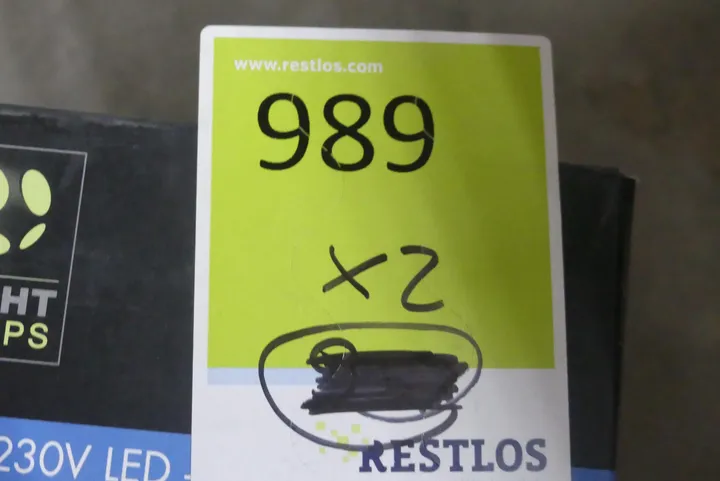 www.restlos.com
989
x2
RESTLOS
HT
PS
230V LED -